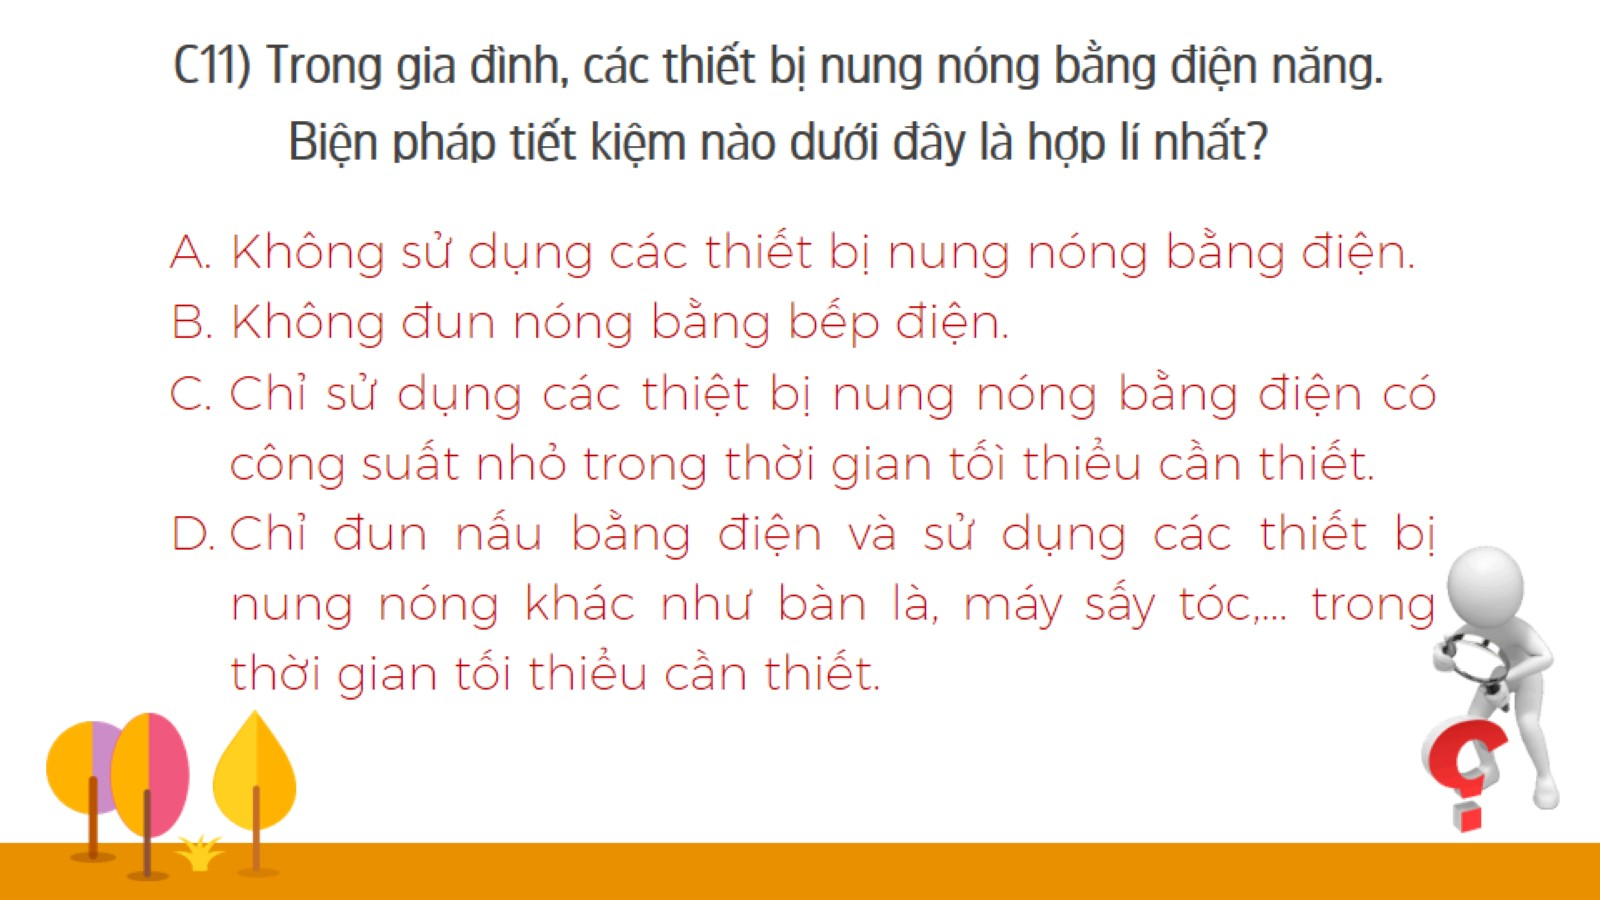 C11) Trong gia đình, các thiết bị nung nóng bằng điện năng.
Biện pháp tiết kiệm nào dưới đây là hợp lí nhất?
A. Không sử dụng các thiết bị nung nóng bằng điện.
B. Không đun nóng bằng bếp điện.
C. Chỉ sử dụng các thiệt bị nung nóng bằng điện có
công suất nhỏ trong thời gian tốì thiểu cần thiết.
D. Chỉ đun nấu bằng điện và sử dụng các thiết bị
nung nóng khác như bàn là, máy sấy tóc,... trong
thời gian tối thiểu cần thiết.